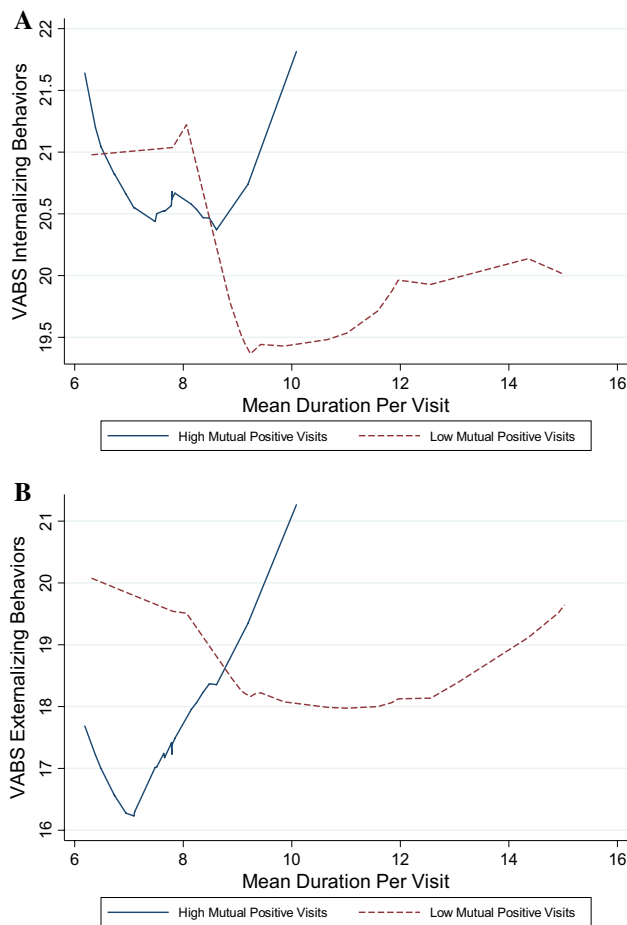 A
VABS Internalizing Behaviors
22
21.5
21
20.5
20
19.5
6 8 10 12 14 16
Mean Duration Per Visit
High Mutual Positive Visits Low Mutual Positive Visits
B
VABS Externalizing Behaviors
21
20
19
18
17
16
6 8 10 12 14 16
Mean Duration Per Visit
High Mutual Positive Visits Low Mutual Positive Visits